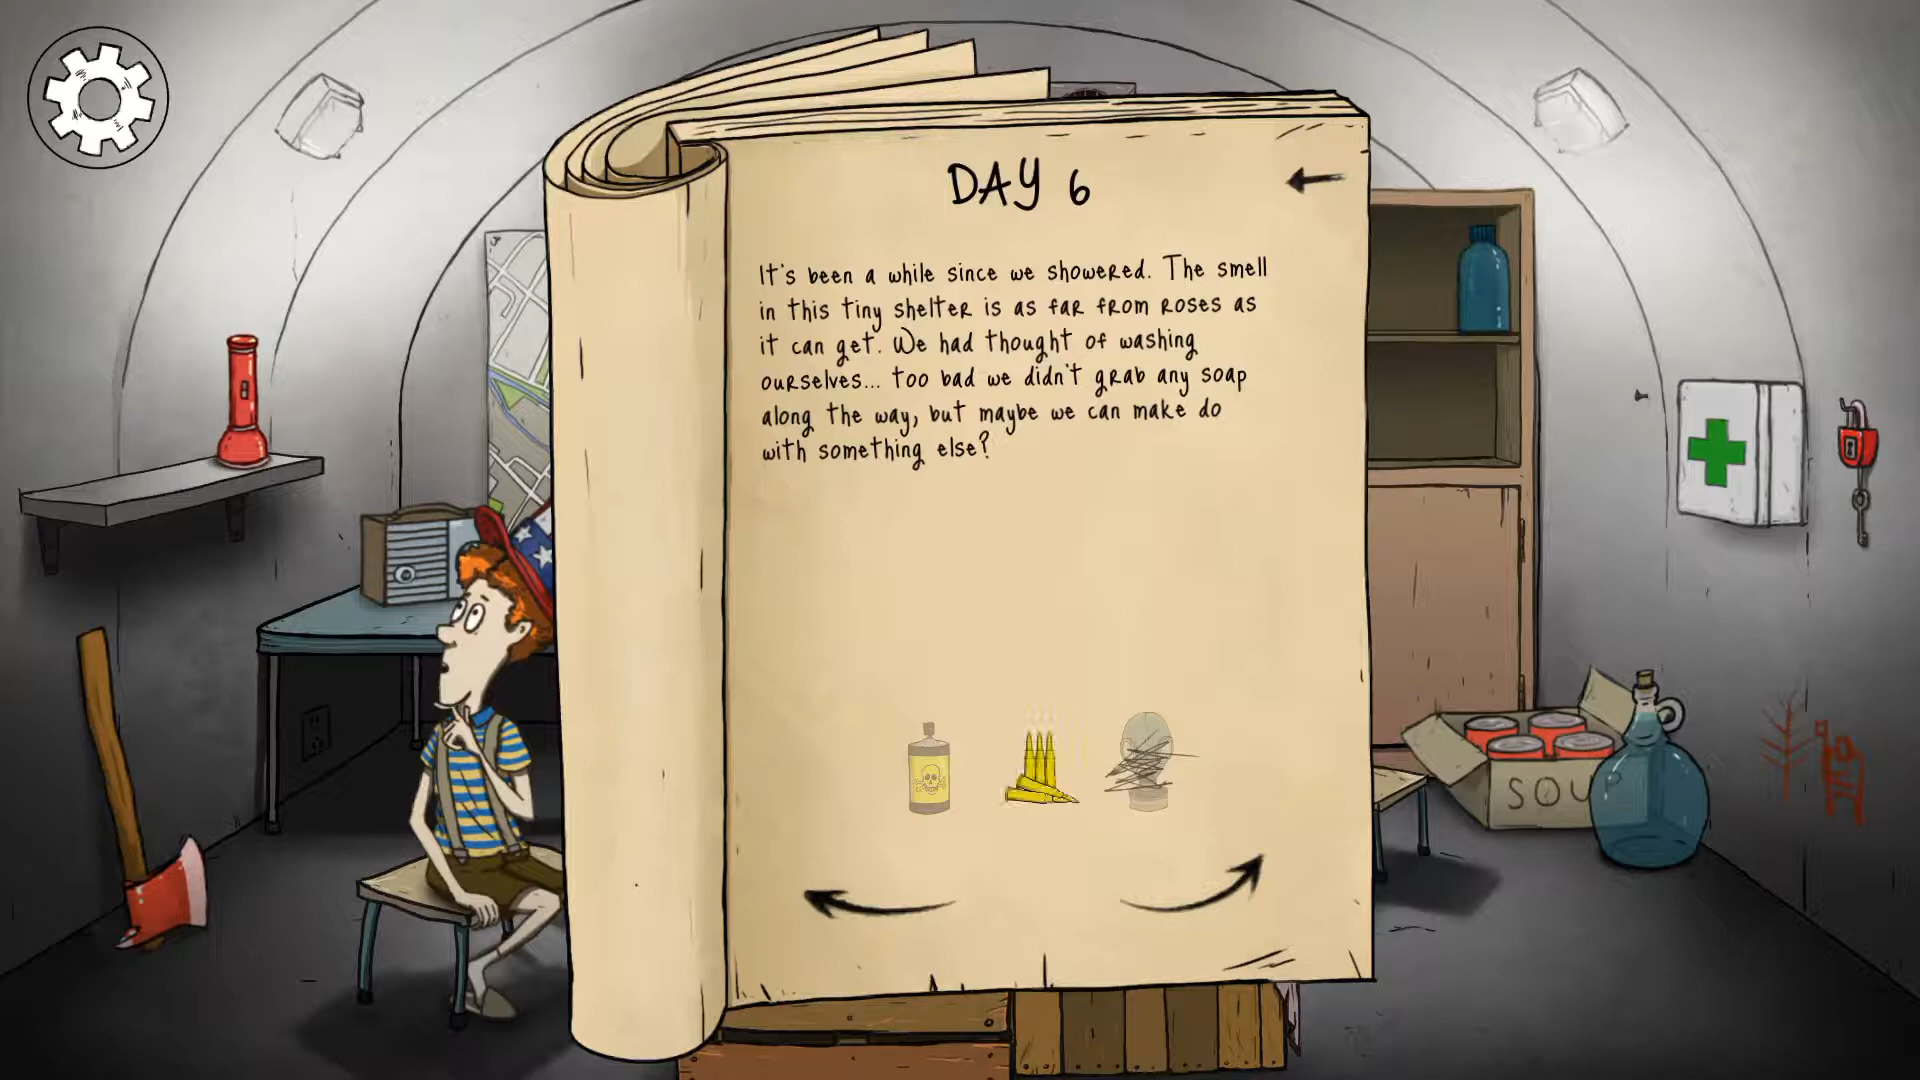 DAY 6
It's been a while since we showered. The smell
in this tiny shelter is as far from roses as
it can get. We had thought of washing
ourselves... too bad we didn't grab any soap
along the way, but maybe we can make do
with something else?
SOU